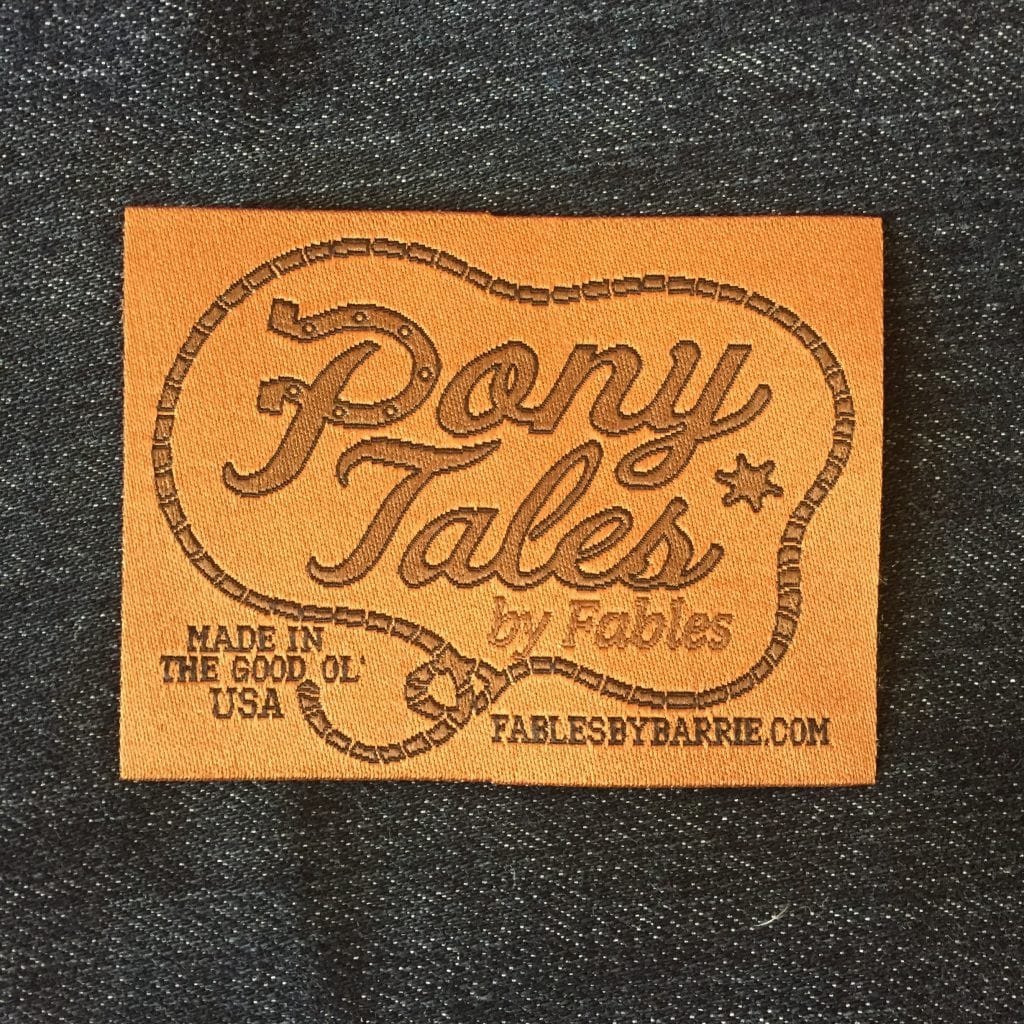 Pony
Tales
by Fables
MADE IN
THE GOOD OL'
USA
FABLESBYBARRIE.COM